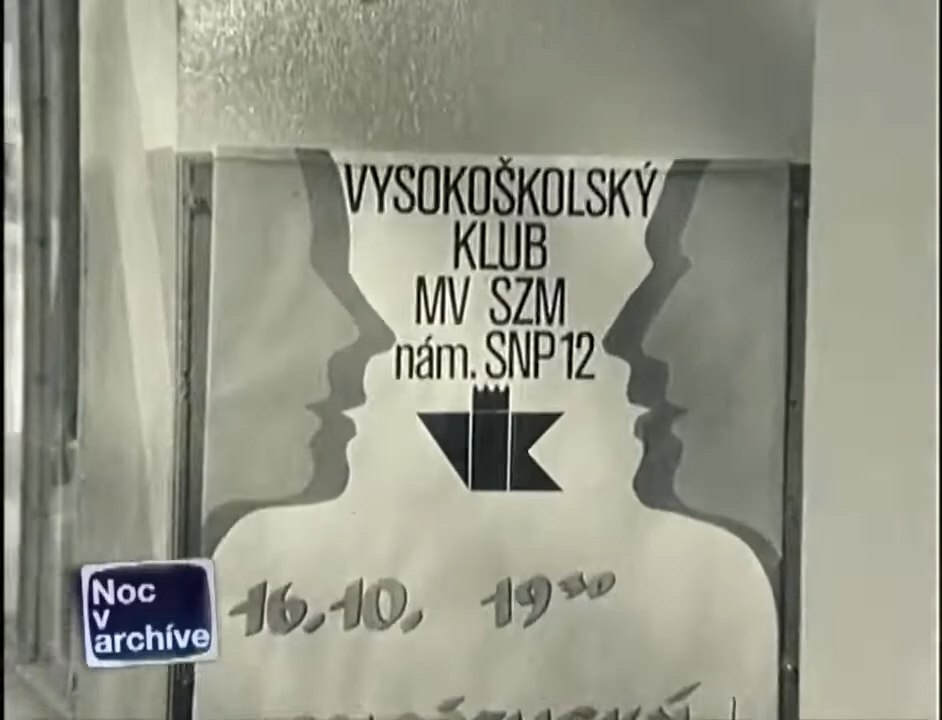 VYSOKOŠKOLSKÝ
KLUB
MV SZM
nám. SNP 12
16.10. 19³⁰
Noc
v
archíve